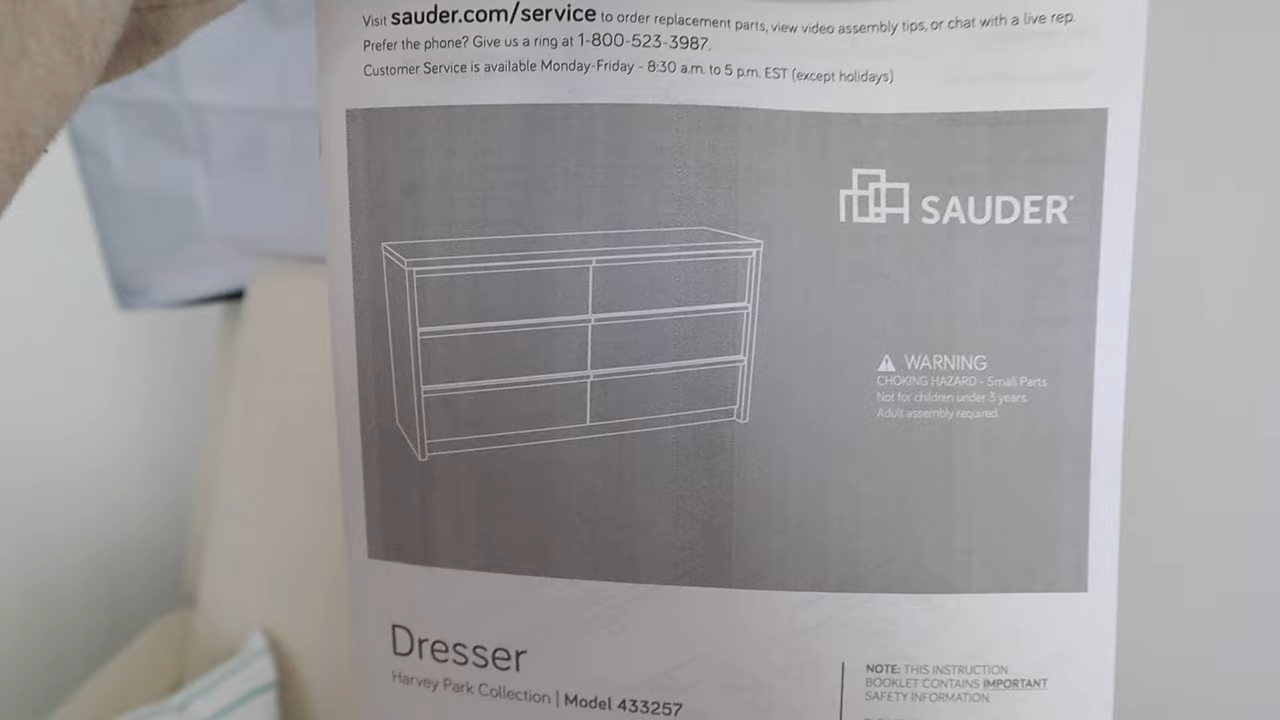 Visit sauder.com/service to order replacement parts, view video assembly tips, or chat with a live rep.
Prefer the phone? Give us a ring at 1-800-523-3987.
Customer Service is available Monday-Friday - 8:30 a.m. to 5 p.m. EST (except holidays)
SAUDER®
WARNING
CHOKING HAZARD - Small Parts
Not for children under 3 years.
Adult assembly required.
Dresser
Harvey Park Collection | Model 433257
NOTE: THIS INSTRUCTION
BOOKLET CONTAINS IMPORTANT
SAFETY INFORMATION.